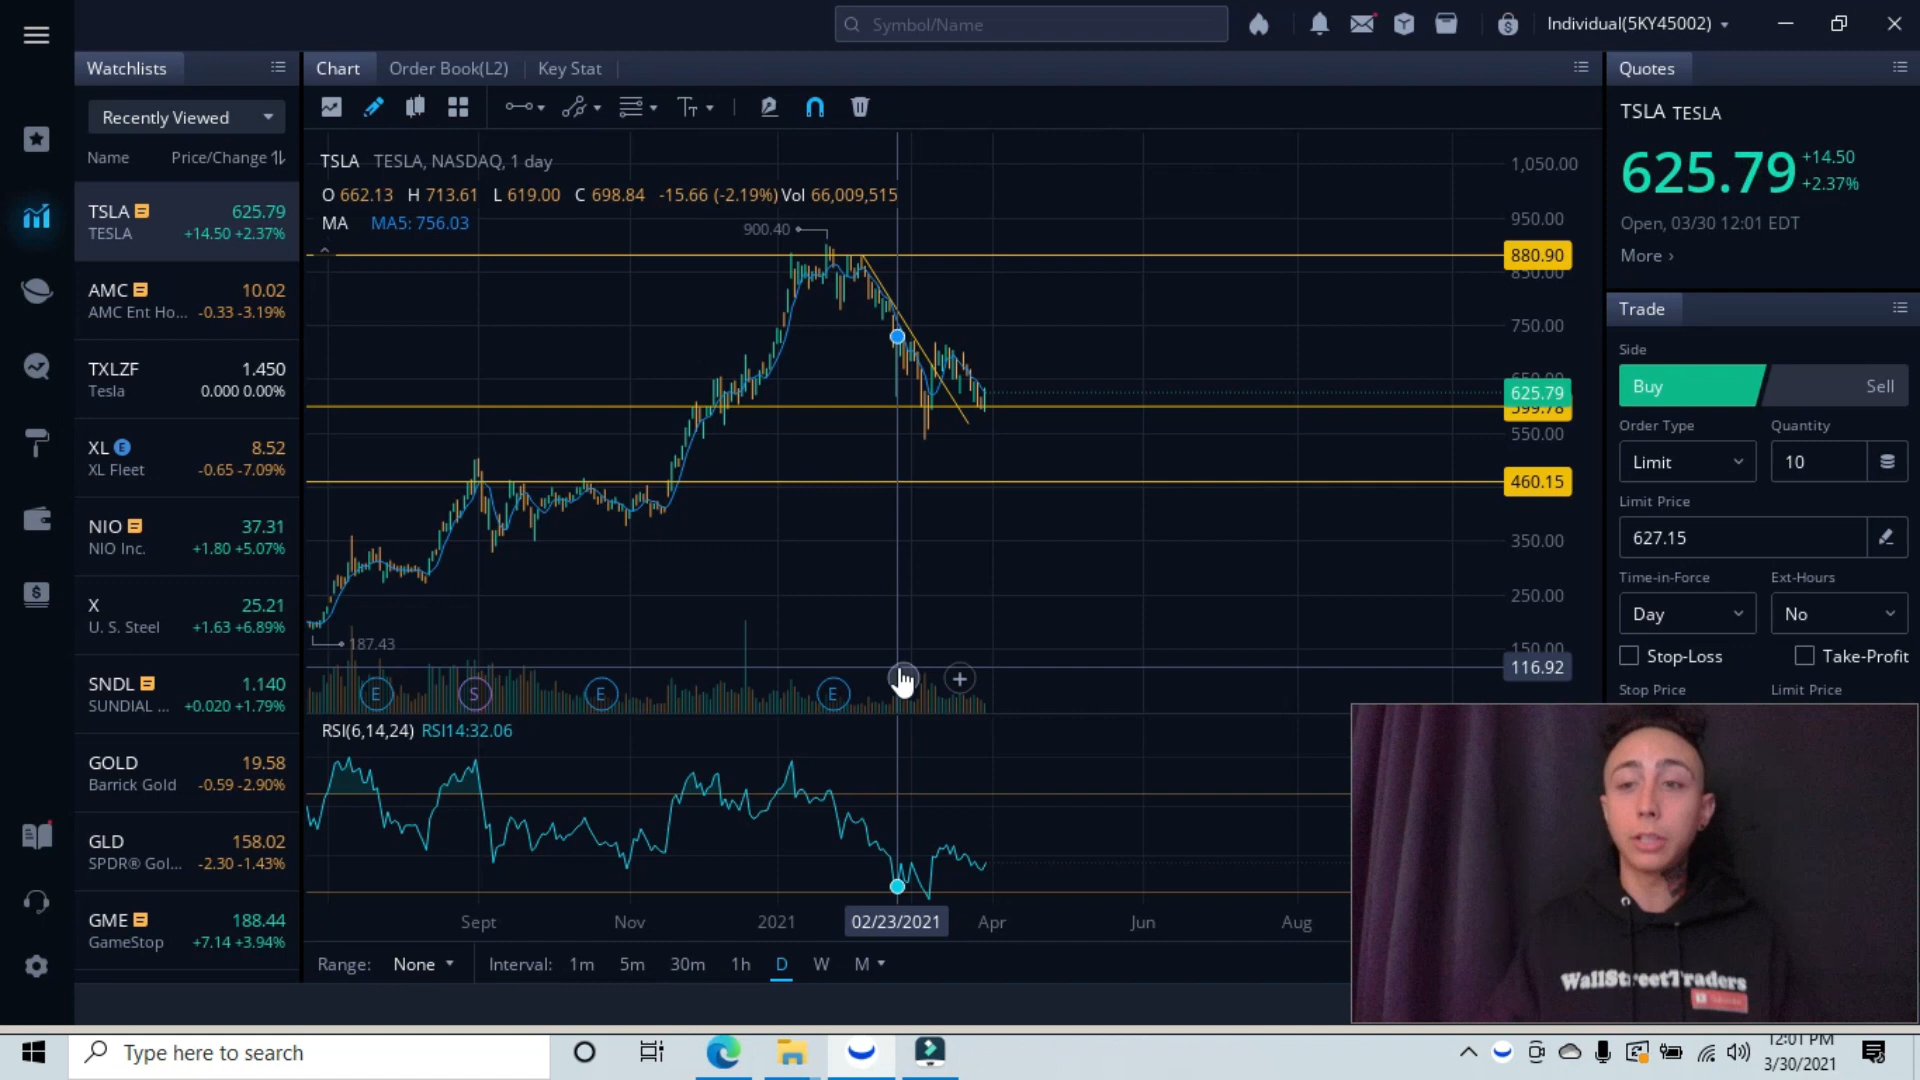 Symbol/Name
Individual(5KY45002)
Watchlists
Recently Viewed
Name Price/Change
TSLA 625.79
TESLA +14.50 +2.37%
AMC 10.02
AMC Ent Ho... -0.33 -3.19%
TXLZF 1.450
Tesla 0.000 0.00%
XL E 8.52
XL Fleet -0.65 -7.09%
NIO 37.31
NIO Inc. +1.80 +5.07%
X 25.21
U. S. Steel +1.63 +6.89%
SNDL 1.140
SUNDIAL ... +0.020 +1.79%
GOLD 19.58
Barrick Gold -0.59 -2.90%
GLD 158.02
SPDR® Gol... -2.30 -1.43%
GME 188.44
GameStop +7.14 +3.94%
Chart Order Book(L2) Key Stat
TSLA TESLA, NASDAQ, 1 day
O 662.13 H 713.61 L 619.00 C 698.84 -15.66 (-2.19%) Vol 66,009,515
MA MA5: 756.03
900.40
187.43
1,050.00
950.00
880.90
850.00
750.00
650.00
625.79
599.78
550.00
460.15
350.00
250.00
150.00
116.92
E S E E
RSI(6,14,24) RSI14:32.06
Sept Nov 2021 02/23/2021 Apr Jun Aug
Range: None Interval: 1m 5m 30m 1h D W M
Quotes
TSLA TESLA
625.79 +14.50
+2.37%
Open, 03/30 12:01 EDT
More
Trade
Side
Buy Sell
Order Type Quantity
Limit 10
Limit Price
627.15
Time-in-Force Ext-Hours
Day No
Stop-Loss Take-Profit
Stop Price Limit Price
WallStreetTraders
Type here to search
12:01 PM
3/30/2021